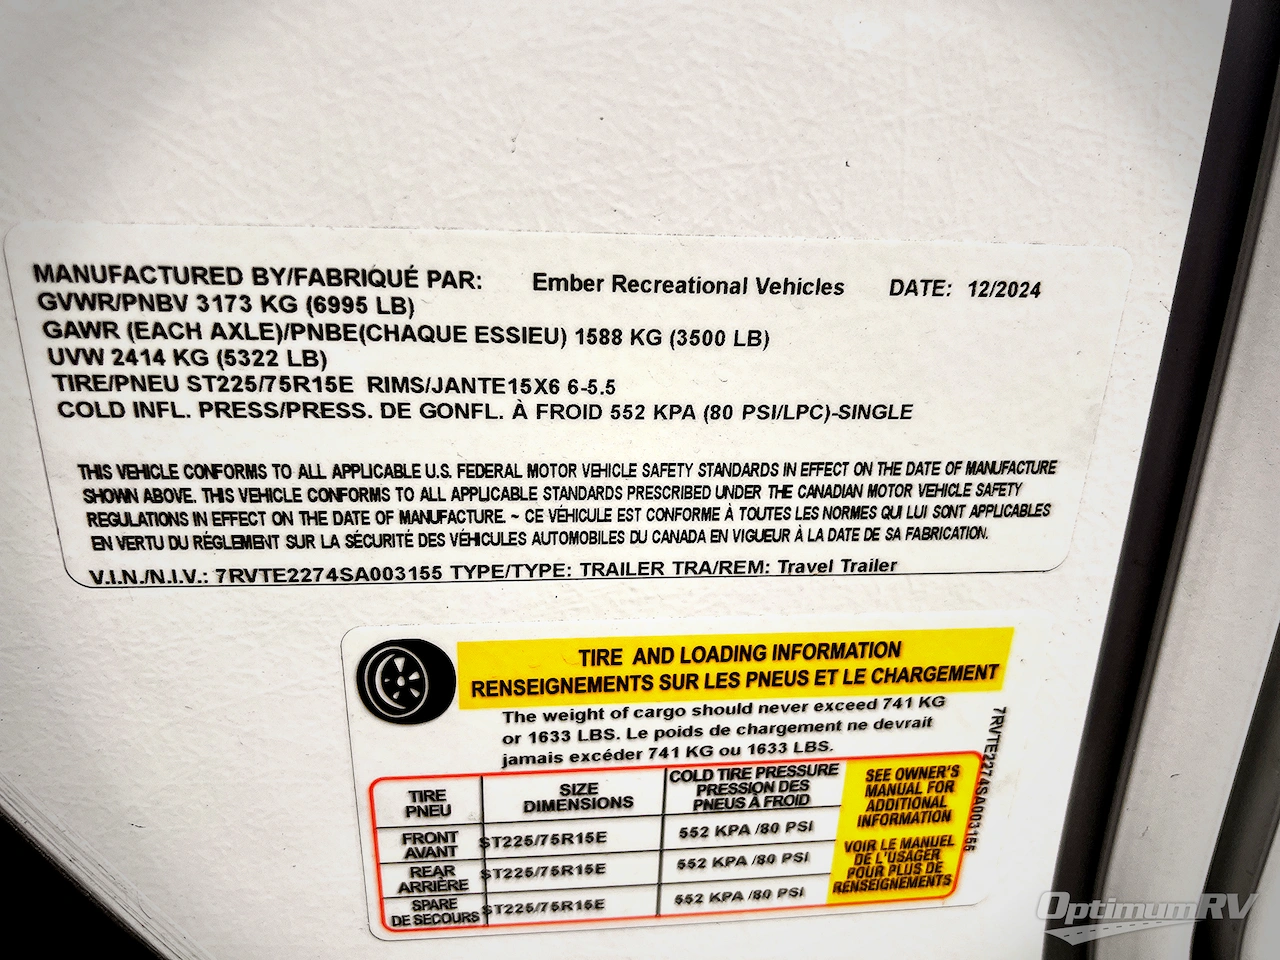 MANUFACTURED BY/FABRIQUÉ PAR: Ember Recreational Vehicles DATE: 12/2024
GVWR/PNBV 3173 KG (6995 LB)
GAWR (EACH AXLE)/PNBE(CHAQUE ESSIEU) 1588 KG (3500 LB)
UVW 2414 KG (5322 LB)
TIRE/PNEU ST225/75R15E RIMS/JANTE15X6 6-5.5
COLD INFL. PRESS/PRESS. DE GONFL. À FROID 552 KPA (80 PSI/LPC)-SINGLE
THIS VEHICLE CONFORMS TO ALL APPLICABLE U.S. FEDERAL MOTOR VEHICLE SAFETY STANDARDS IN EFFECT ON THE DATE OF MANUFACTURE
SHOWN ABOVE. THIS VEHICLE CONFORMS TO ALL APPLICABLE STANDARDS PRESCRIBED UNDER THE CANADIAN MOTOR VEHICLE SAFETY
REGULATIONS IN EFFECT ON THE DATE OF MANUFACTURE. ~ CE VÉHICULE EST CONFORME À TOUTES LES NORMES QUI LUI SONT APPLICABLES
EN VERTU DU RÉGLEMENT SUR LA SÉCURITÉ DES VÉHICULES AUTOMOBILES DU CANADA EN VIGUEUR À LA DATE DE SA FABRICATION.
V.I.N./N.I.V.: 7RVTE2274SA003155 TYPE/TYPE: TRAILER TRA/REM: Travel Trailer
TIRE AND LOADING INFORMATION
RENSEIGNEMENTS SUR LES PNEUS ET LE CHARGEMENT
The weight of cargo should never exceed 741 KG
or 1633 LBS. Le poids de chargement ne devrait
jamais excéder 741 KG ou 1633 LBS.
7RVTE2274SA003155
TIRE
PNEU
SIZE
DIMENSIONS
COLD TIRE PRESSURE
PRESSION DES
PNEUS À FROID
FRONT
AVANT
ST225/75R15E
552 KPA /80 PSI
REAR
ARRIÈRE
ST225/75R15E
552 KPA /80 PSI
SPARE
DE SECOURS
ST225/75R15E
552 KPA /80 PSI
SEE OWNER'S
MANUAL FOR
ADDITIONAL
INFORMATION
VOIR LE MANUEL
DE L'USAGER
POUR PLUS DE
RENSEIGNEMENTS
OptimumRV